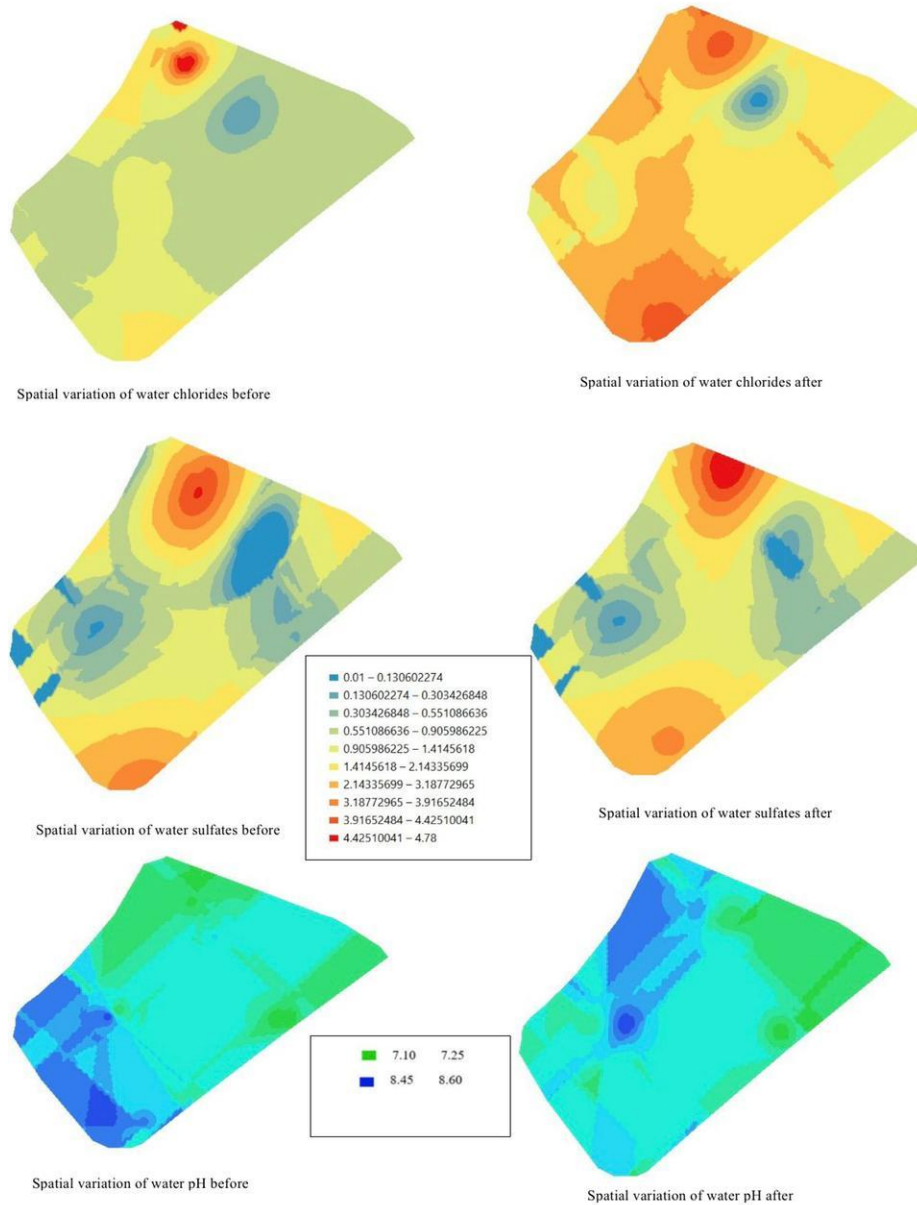 Spatial variation of water chlorides before
Spatial variation of water chlorides after
0.01 – 0.130602274
0.130602274 – 0.303426848
0.303426848 – 0.551086636
0.551086636 – 0.905986225
0.905986225 – 1.4145618
1.4145618 – 2.14335699
2.14335699 – 3.18772965
3.18772965 – 3.91652484
3.91652484 – 4.42510041
4.42510041 – 4.78
Spatial variation of water sulfates before
Spatial variation of water sulfates after
7.10 7.25
8.45 8.60
Spatial variation of water pH before
Spatial variation of water pH after